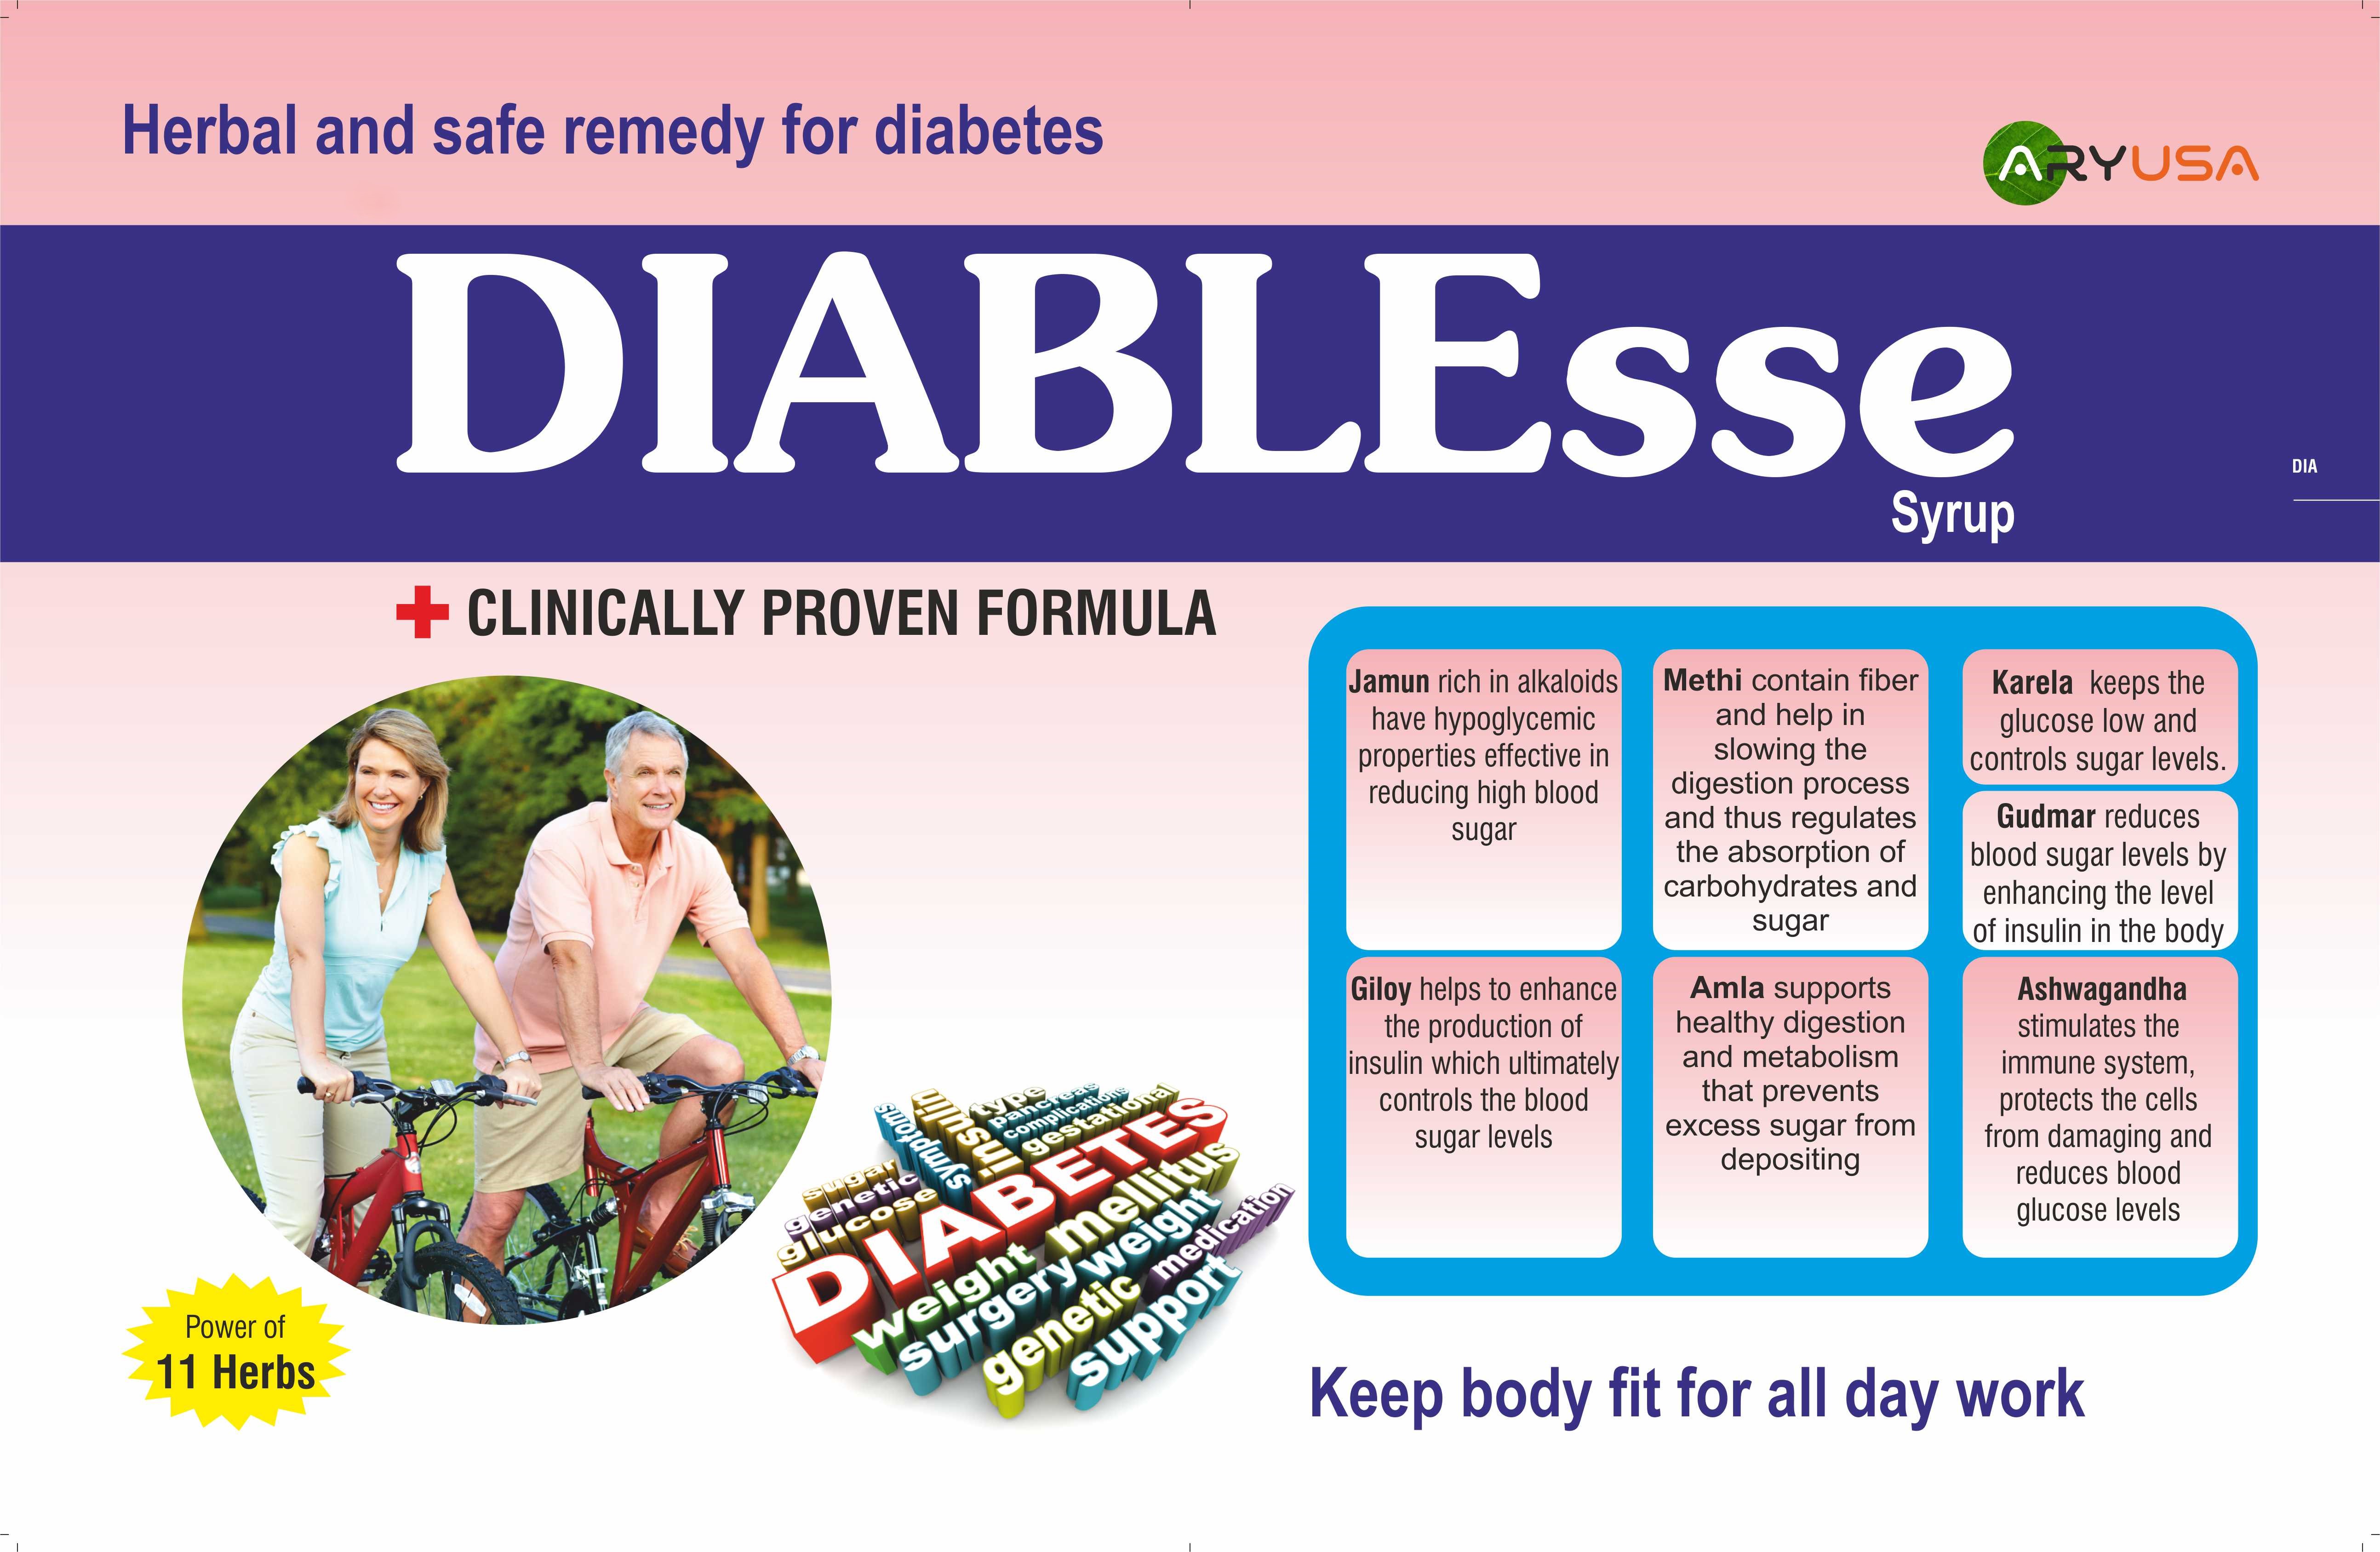 Herbal and safe remedy for diabetes
ARYUSA
DIABLEsse
Syrup
DIA
CLINICALLY PROVEN FORMULA
Jamun rich in alkaloids
have hypoglycemic
properties effective in
reducing high blood
sugar
Methi contain fiber
and help in
slowing the
digestion process
and thus regulates
the absorption of
carbohydrates and
sugar
Karela keeps the
glucose low and
controls sugar levels.
Gudmar reduces
blood sugar levels by
enhancing the level
of insulin in the body
Giloy helps to enhance
the production of
insulin which ultimately
controls the blood
sugar levels
Amla supports
healthy digestion
and metabolism
that prevents
excess sugar from
depositing
Ashwagandha
stimulates the
immune system,
protects the cells
from damaging and
reduces blood
glucose levels
type
pancreas
complications
gestational
insulin
symptoms
sugar
genetic
glucose
DIABETES
mellitus
weight
surgery
weight
medication
genetic
support
Power of
11 Herbs
Keep body fit for all day work